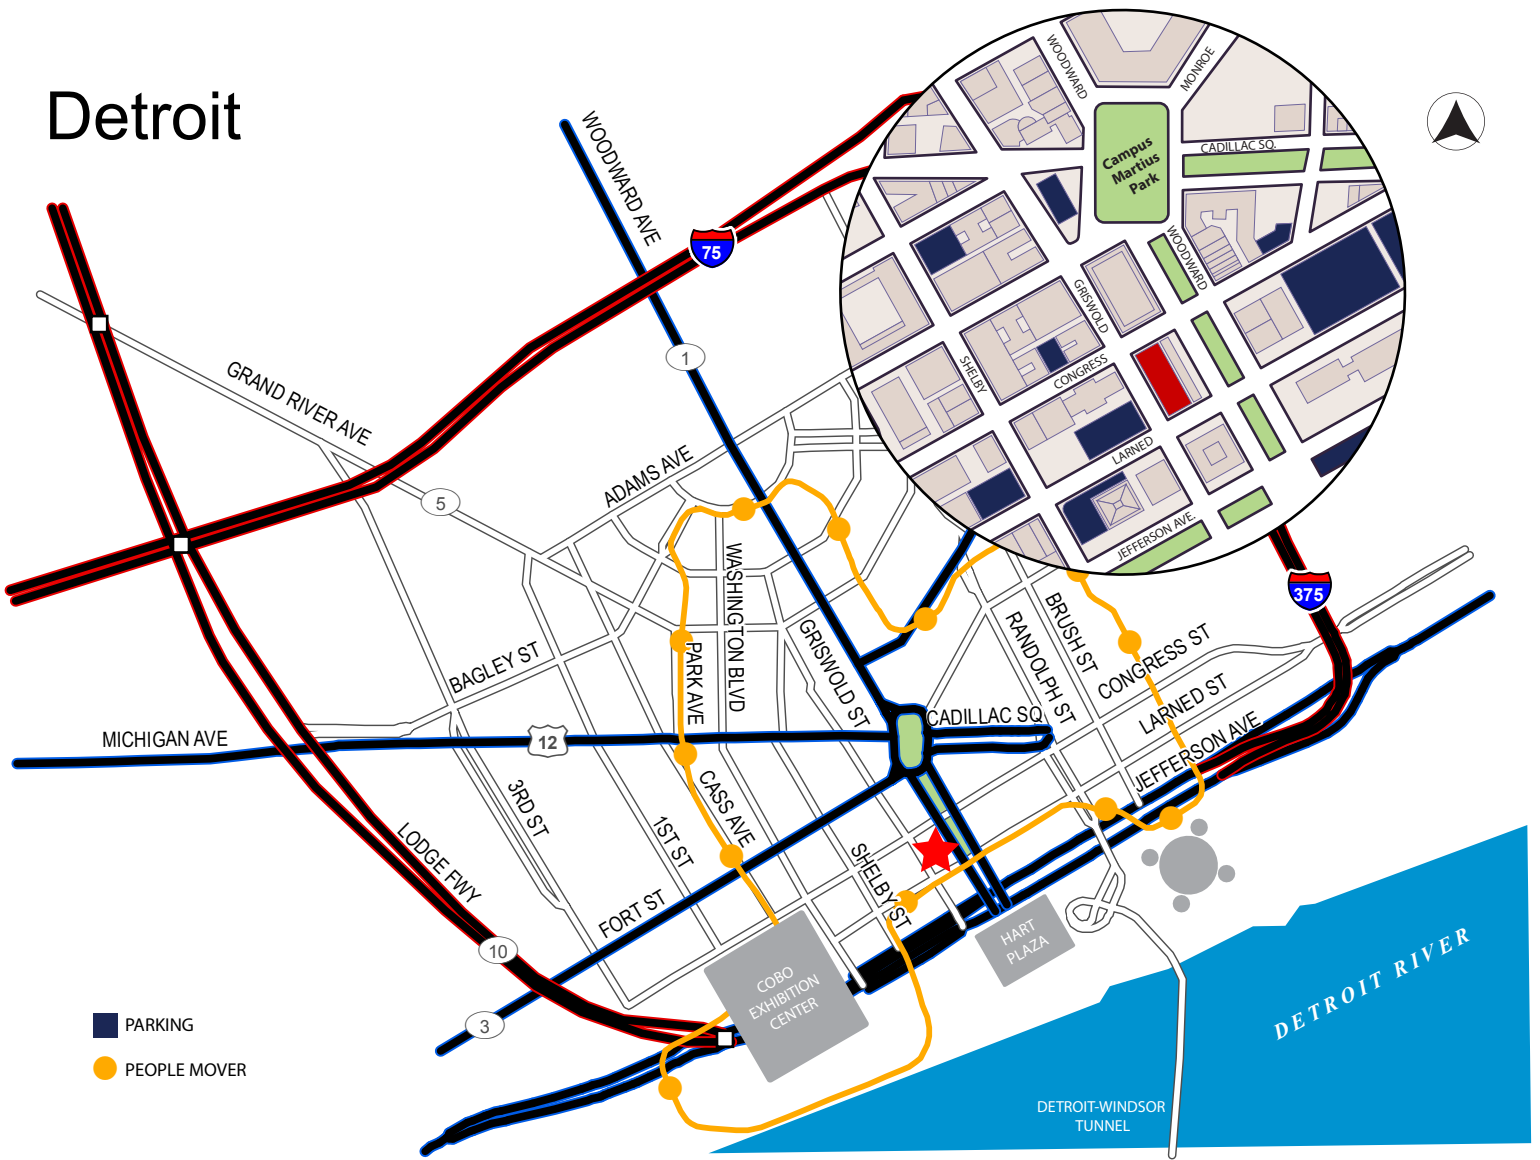 Detroit
WOODWARD
MONROE
Campus
Martius
Park
CADILLAC SQ.
WOODWARD
GRISWOLD
SHELBY
CONGRESS
LARNED
JEFFERSON AVE.
WOODWARD AVE
75
1
GRAND RIVER AVE
5
ADAMS AVE
WASHINGTON BLVD
PARK AVE
GRISWOLD ST
BAGLEY ST
RANDOLPH ST
BRUSH ST
375
CONGRESS ST
LARNED ST
JEFFERSON AVE
CADILLAC SQ
MICHIGAN AVE
12
3RD ST
1ST ST
CASS AVE
SHELBY ST
LODGE FWY
FORT ST
10
3
HART
PLAZA
COBO
EXHIBITION
CENTER
DETROIT RIVER
PARKING
PEOPLE MOVER
DETROIT-WINDSOR
TUNNEL